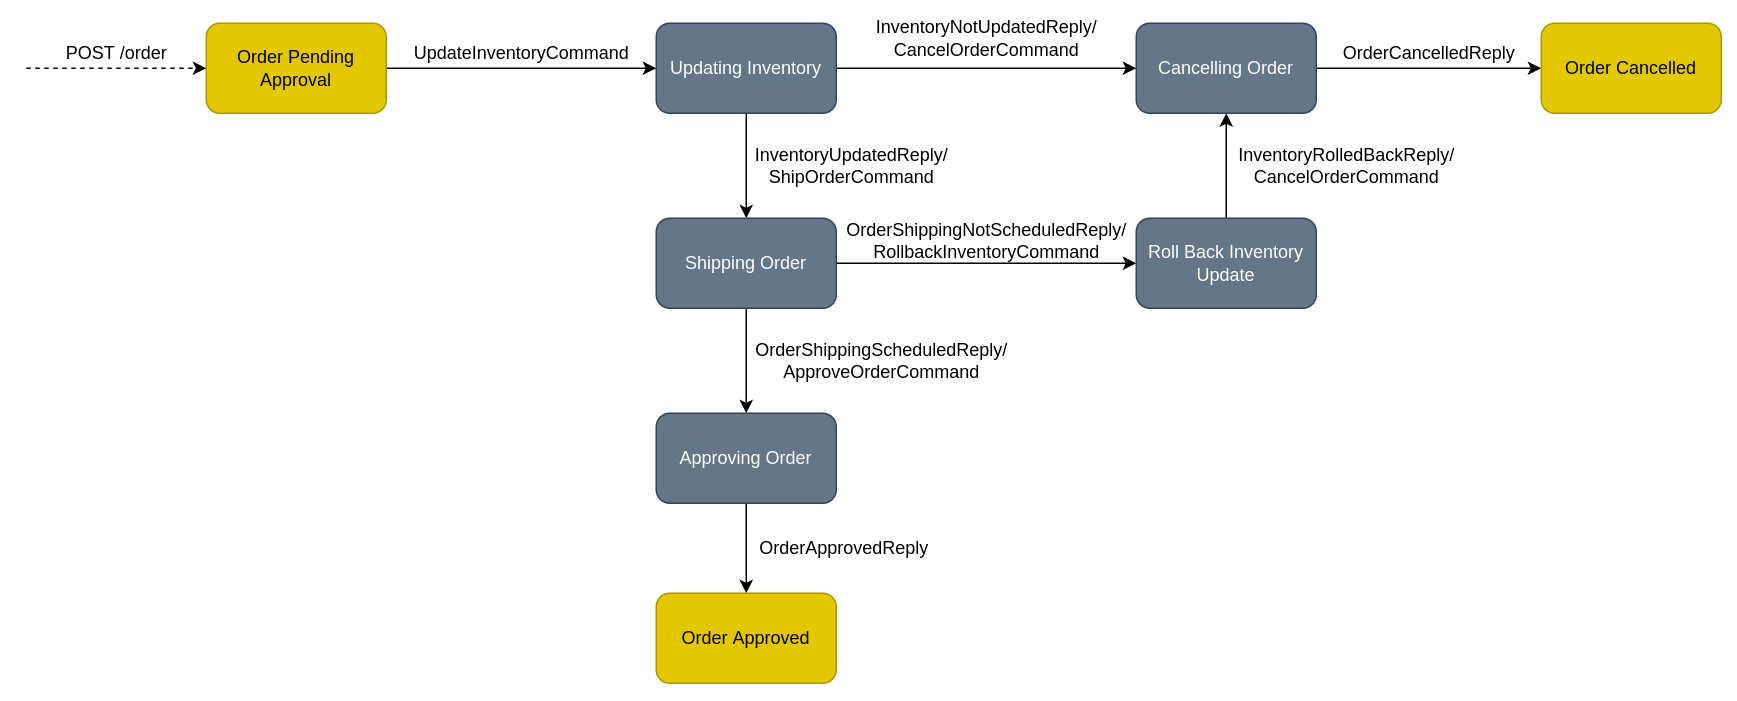 POST /order
Order Pending
Approval
UpdateInventoryCommand
Updating Inventory
InventoryNotUpdatedReply/
CancelOrderCommand
Cancelling Order
OrderCancelledReply
Order Cancelled
InventoryUpdatedReply/
ShipOrderCommand
InventoryRolledBackReply/
CancelOrderCommand
Shipping Order
OrderShippingNotScheduledReply/
RollbackInventoryCommand
Roll Back Inventory
Update
OrderShippingScheduledReply/
ApproveOrderCommand
Approving Order
OrderApprovedReply
Order Approved